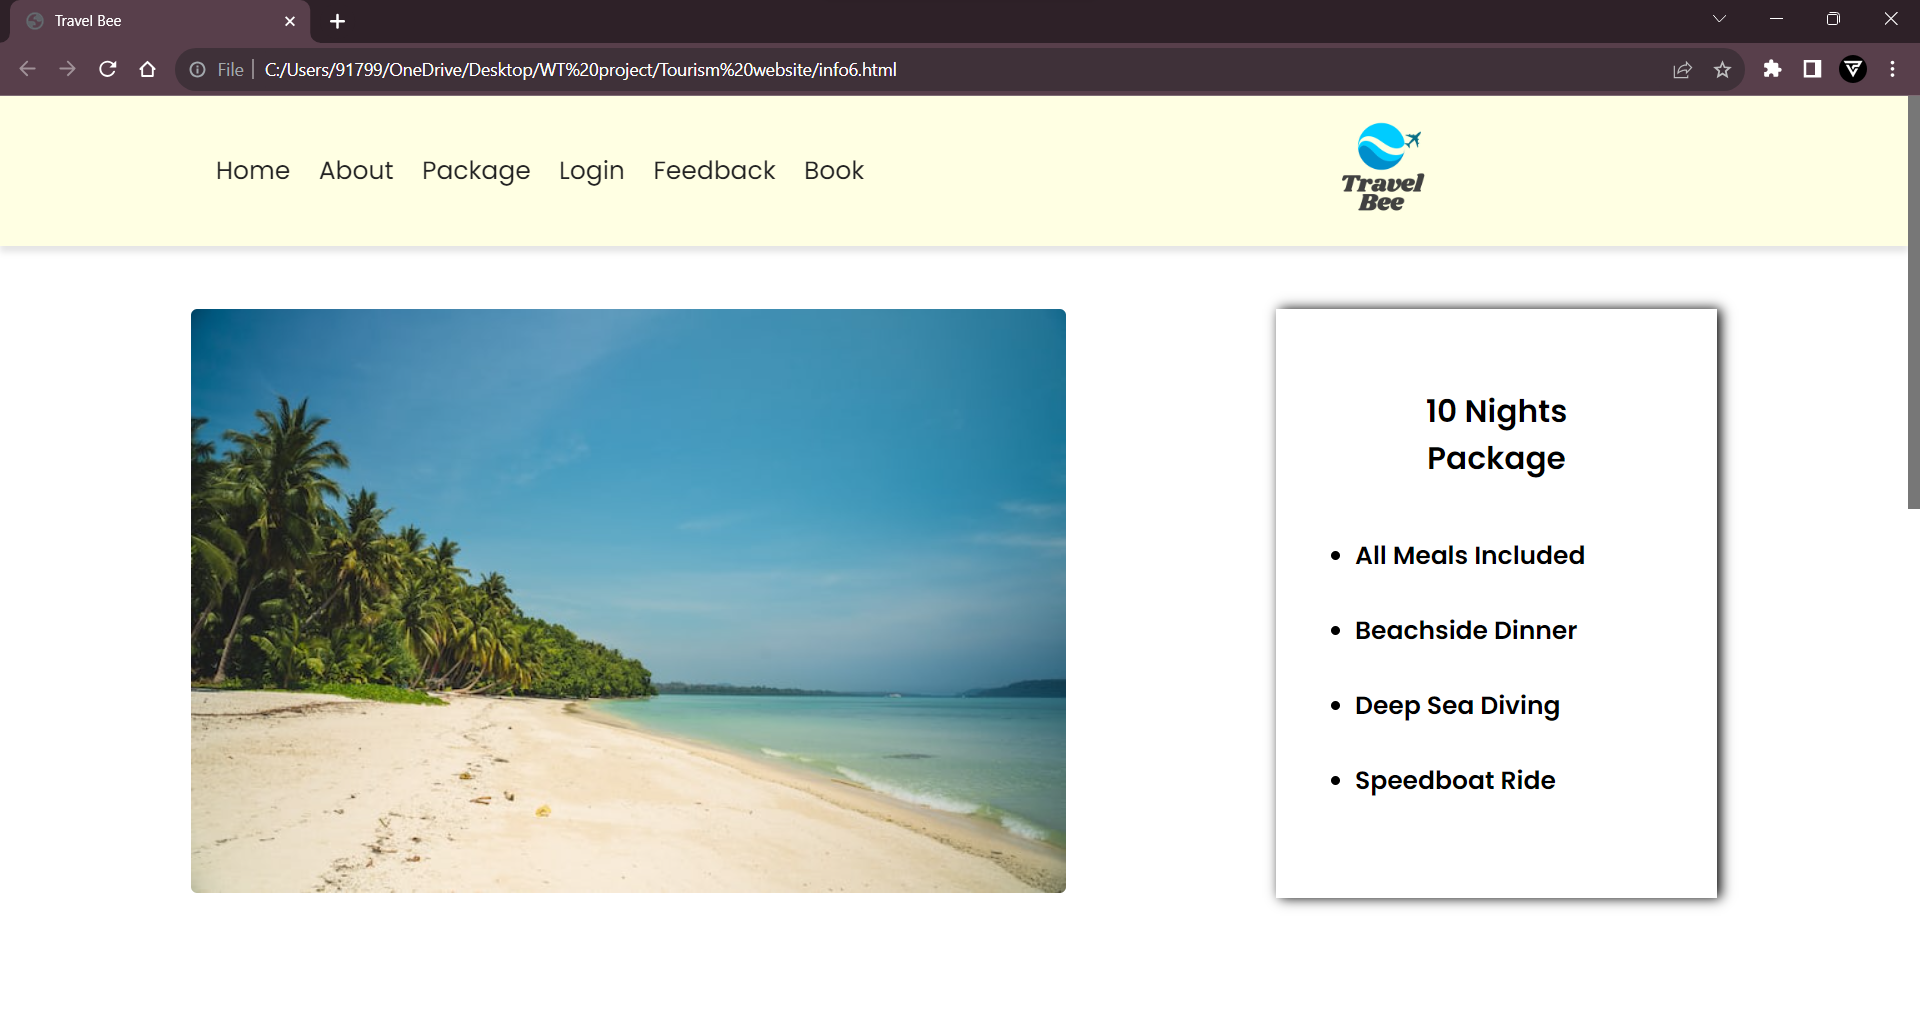 Travel Bee
File
C:/Users/91799/OneDrive/Desktop/WT%20project/Tourism%20website/info6.html
Home About Package Login Feedback Book
Travel
Bee
10 Nights
Package
• All Meals Included
• Beachside Dinner
• Deep Sea Diving
• Speedboat Ride